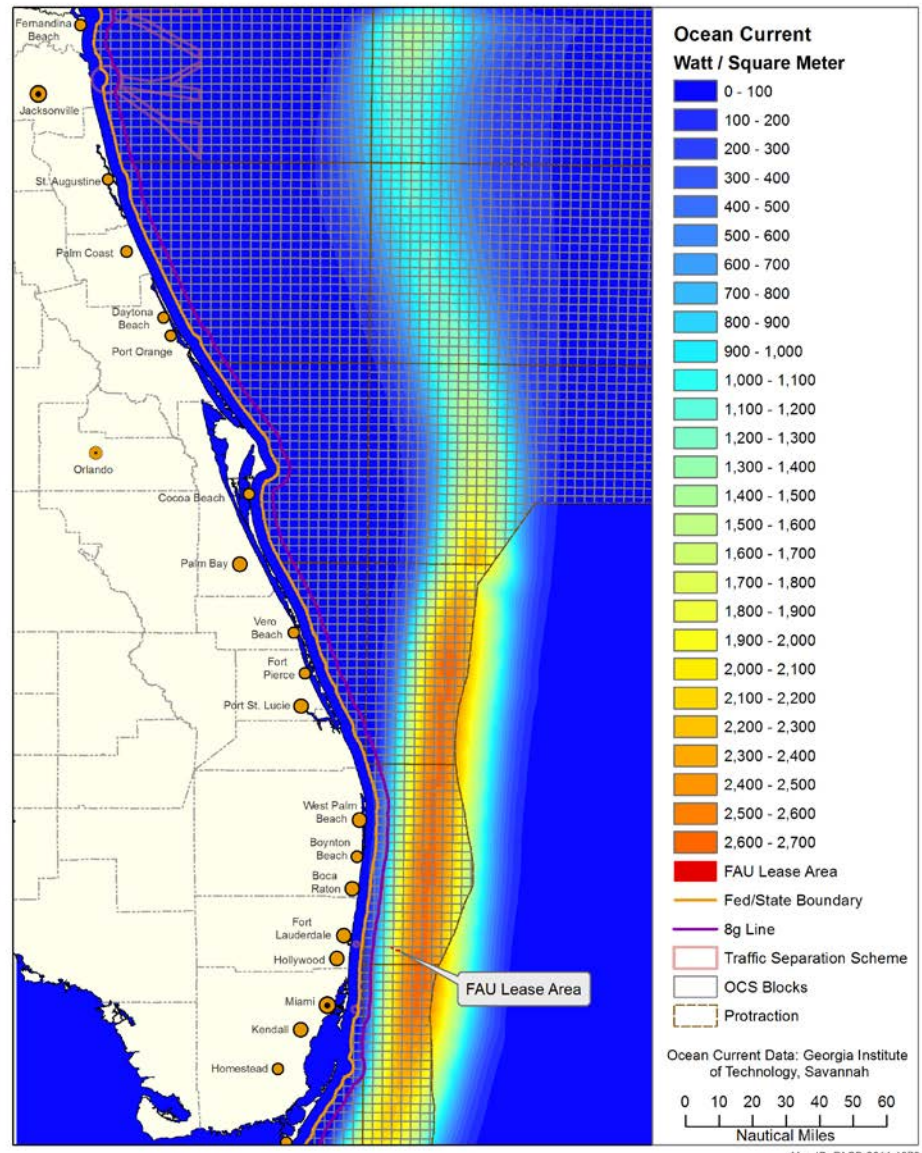 Fernandina
Beach
Jacksonville
St. Augustine
Palm Coast
Daytona
Beach
Port Orange
Orlando
Cocoa Beach
Palm Bay
Vero
Beach
Fort
Pierce
Port St. Lucie
West Palm
Beach
Boynton
Beach
Boca
Raton
Fort
Lauderdale
Hollywood
Miami
Kendall
Homestead
FAU Lease Area
Ocean Current
Watt / Square Meter
0 - 100
100 - 200
200 - 300
300 - 400
400 - 500
500 - 600
600 - 700
700 - 800
800 - 900
900 - 1,000
1,000 - 1,100
1,100 - 1,200
1,200 - 1,300
1,300 - 1,400
1,400 - 1,500
1,500 - 1,600
1,600 - 1,700
1,700 - 1,800
1,800 - 1,900
1,900 - 2,000
2,000 - 2,100
2,100 - 2,200
2,200 - 2,300
2,300 - 2,400
2,400 - 2,500
2,500 - 2,600
2,600 - 2,700
FAU Lease Area
Fed/State Boundary
8g Line
Traffic Separation Scheme
OCS Blocks
Protraction
Ocean Current Data: Georgia Institute
of Technology, Savannah
0 10 20 30 40 50 60
Nautical Miles